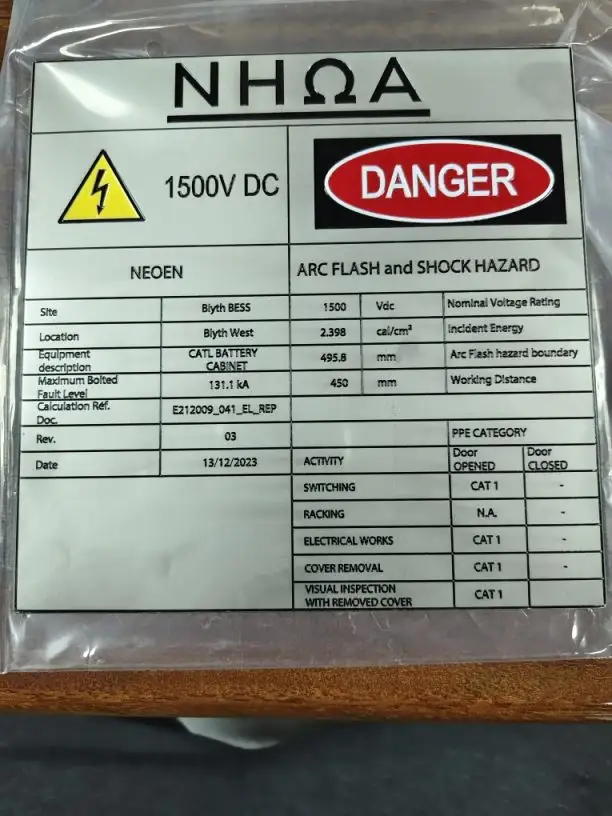 NHΩA
1500V DC
DANGER
NEOEN
ARC FLASH and SHOCK HAZARD
Site Blyth BESS
1500 Vdc Nominal Voltage Rating
Location Blyth West
2.398 cal/cm² Incident Energy
Equipment
description
CATL BATTERY
CABINET
495.8 mm Arc Flash hazard boundary
Maximum Bolted
Fault Level
131.1 kA
450 mm Working Distance
Calculation Ref.
Doc.
E212009_041_EL_REP
Rev. 03
PPE CATEGORY
Date 13/12/2023
ACTIVITY
Door
OPENED
Door
CLOSED
SWITCHING CAT 1 -
RACKING N.A. -
ELECTRICAL WORKS CAT 1 -
COVER REMOVAL CAT 1 -
VISUAL INSPECTION
WITH REMOVED COVER
CAT 1 -